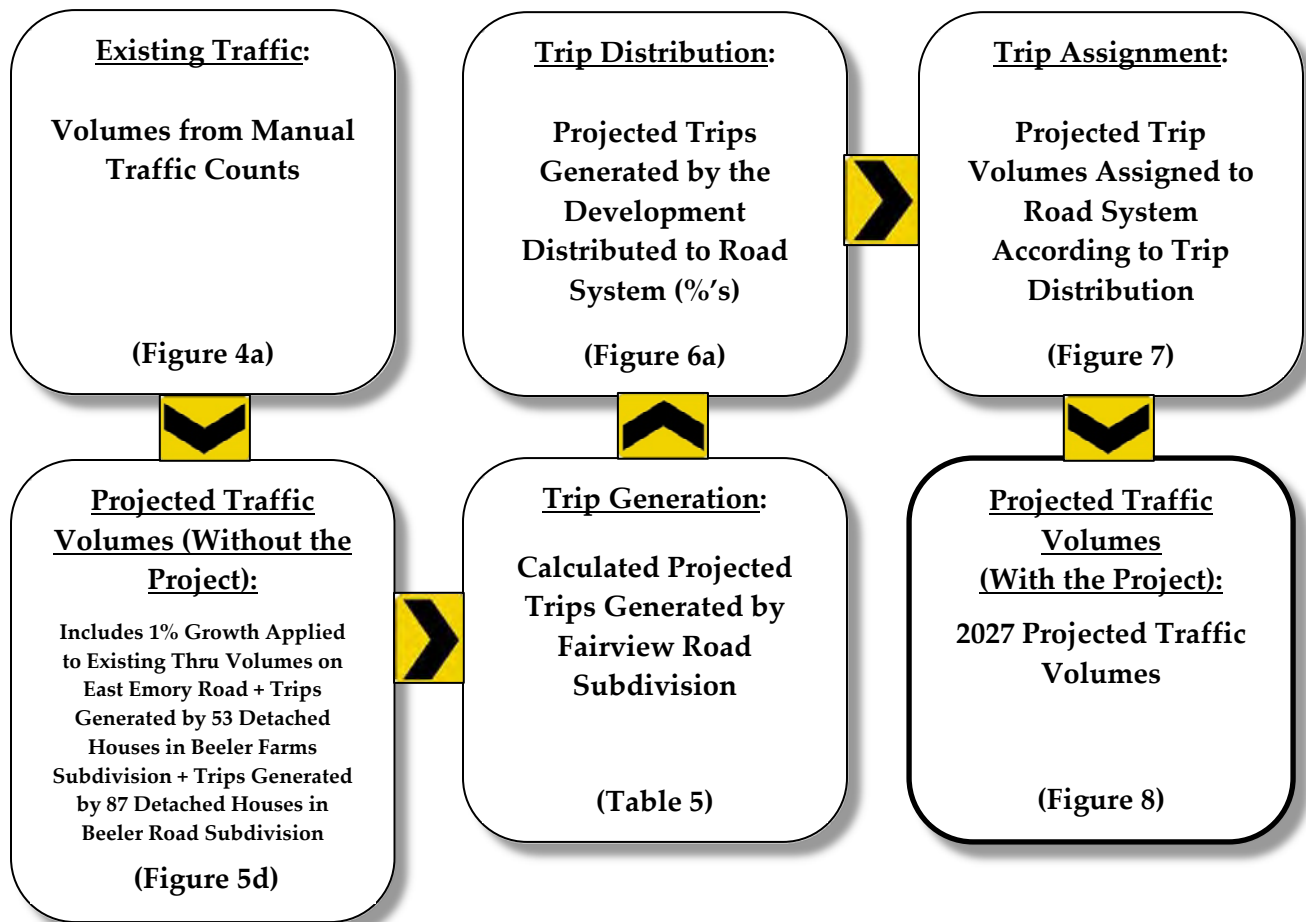 Existing Traffic:
Volumes from Manual
Traffic Counts
(Figure 4a)
Projected Traffic
Volumes (Without the
Project):
Includes 1% Growth Applied
to Existing Thru Volumes on
East Emory Road + Trips
Generated by 53 Detached
Houses in Beeler Farms
Subdivision + Trips Generated
by 87 Detached Houses in
Beeler Road Subdivision
(Figure 5d)
Trip Generation:
Calculated Projected
Trips Generated by
Fairview Road
Subdivision
(Table 5)
Trip Distribution:
Projected Trips
Generated by the
Development
Distributed to Road
System (%'s)
(Figure 6a)
Trip Assignment:
Projected Trip
Volumes Assigned to
Road System
According to Trip
Distribution
(Figure 7)
Projected Traffic
Volumes
(With the Project):
2027 Projected Traffic
Volumes
(Figure 8)